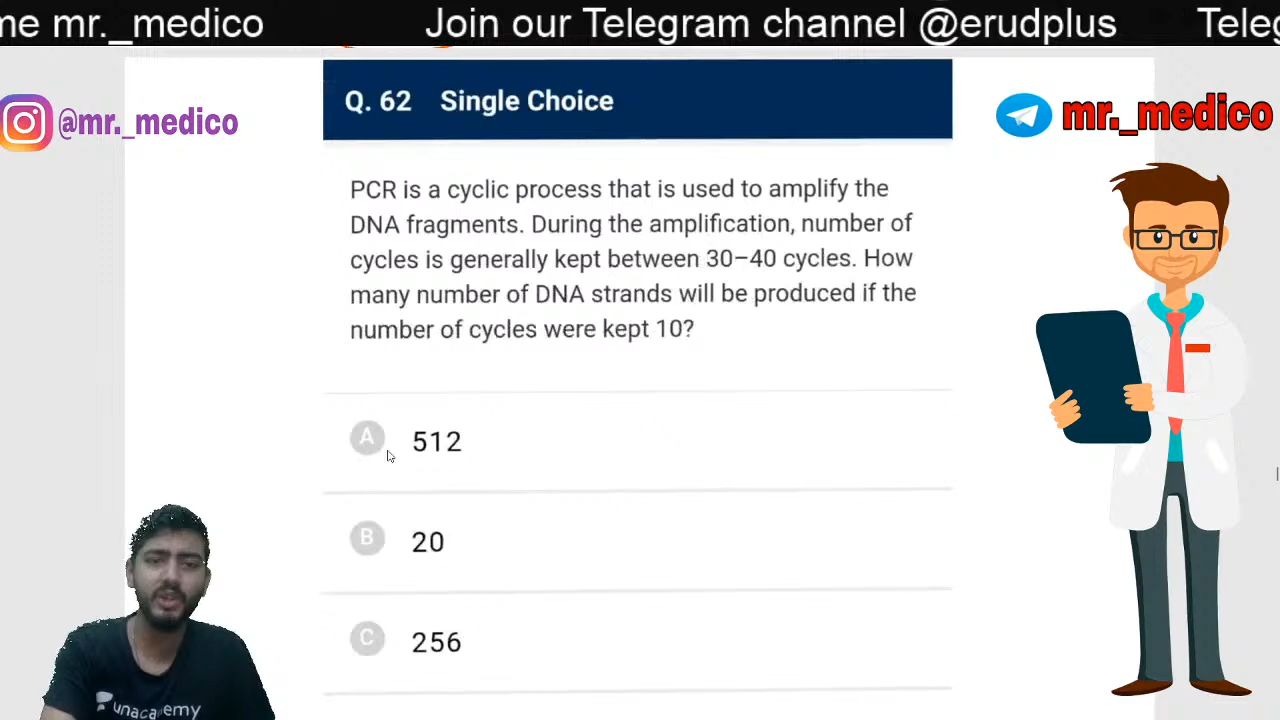 me mr._medico Join our Telegram channel @erudplus Teleg
Q. 62 Single Choice
@mr._medico
mr._medico
PCR is a cyclic process that is used to amplify the
DNA fragments. During the amplification, number of
cycles is generally kept between 30–40 cycles. How
many number of DNA strands will be produced if the
number of cycles were kept 10?
A 512
B 20
C 256
unacademy